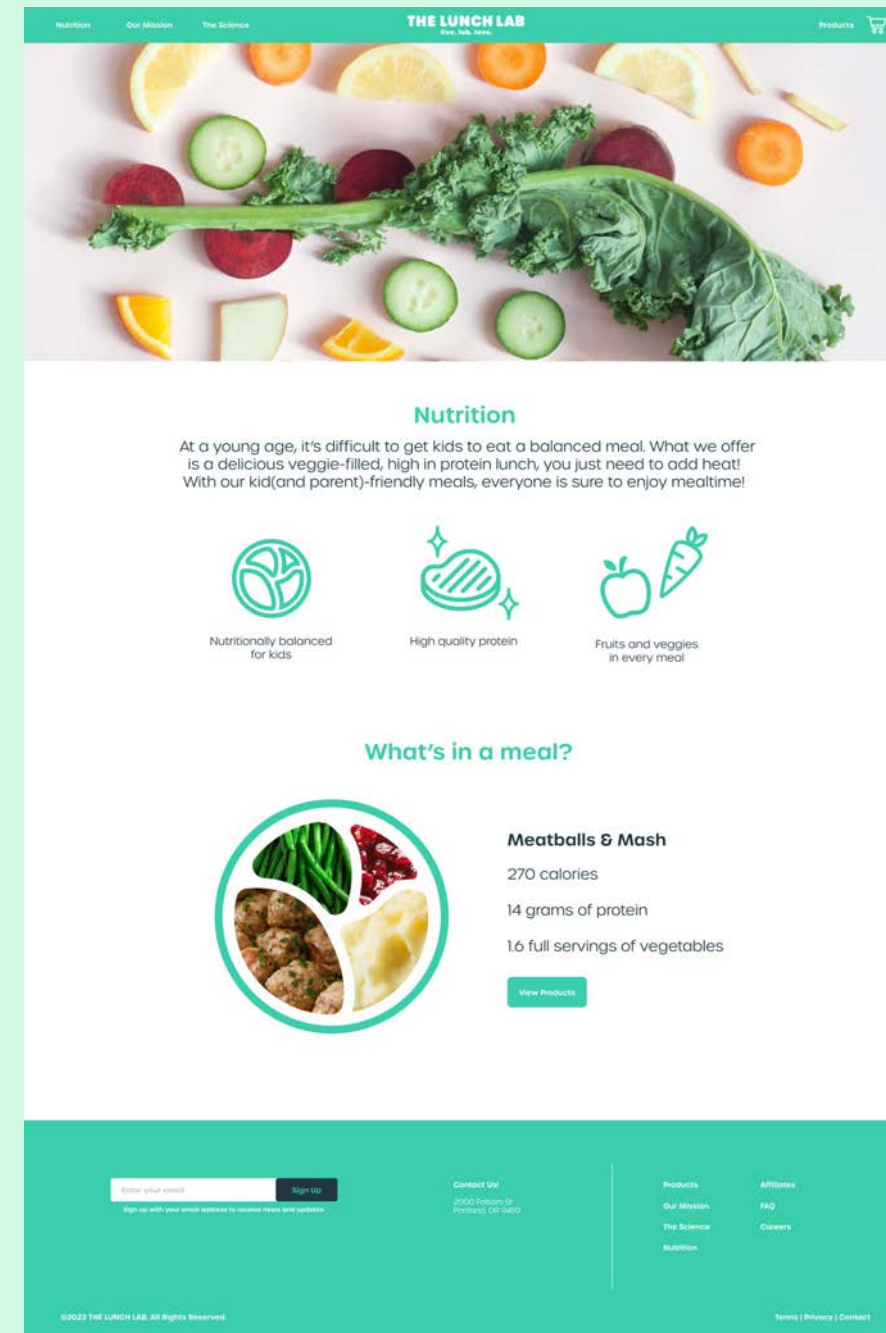 Nutrition
Our Mission
The Science
THE LUNCH LAB
live. lab. love.
Products
Nutrition
At a young age, it's difficult to get kids to eat a balanced meal. What we offer
is a delicious veggie-filled, high in protein lunch, you just need to add heat!
With our kid(and parent)-friendly meals, everyone is sure to enjoy mealtime!
Nutritionally balanced
for kids
High quality protein
Fruits and veggies
in every meal
What's in a meal?
Meatballs & Mash
270 calories
14 grams of protein
1.6 full servings of vegetables
View Products
Enter your email
Sign Up
Sign up with your email address to receive news and updates
Contact Us!
2000 Folsom St
Portland, OR
Products
Our Mission
The Science
Nutrition
Affiliates
FAQ
Careers
©2023 THE LUNCH LAB. All Rights Reserved.
Terms | Privacy | Contact